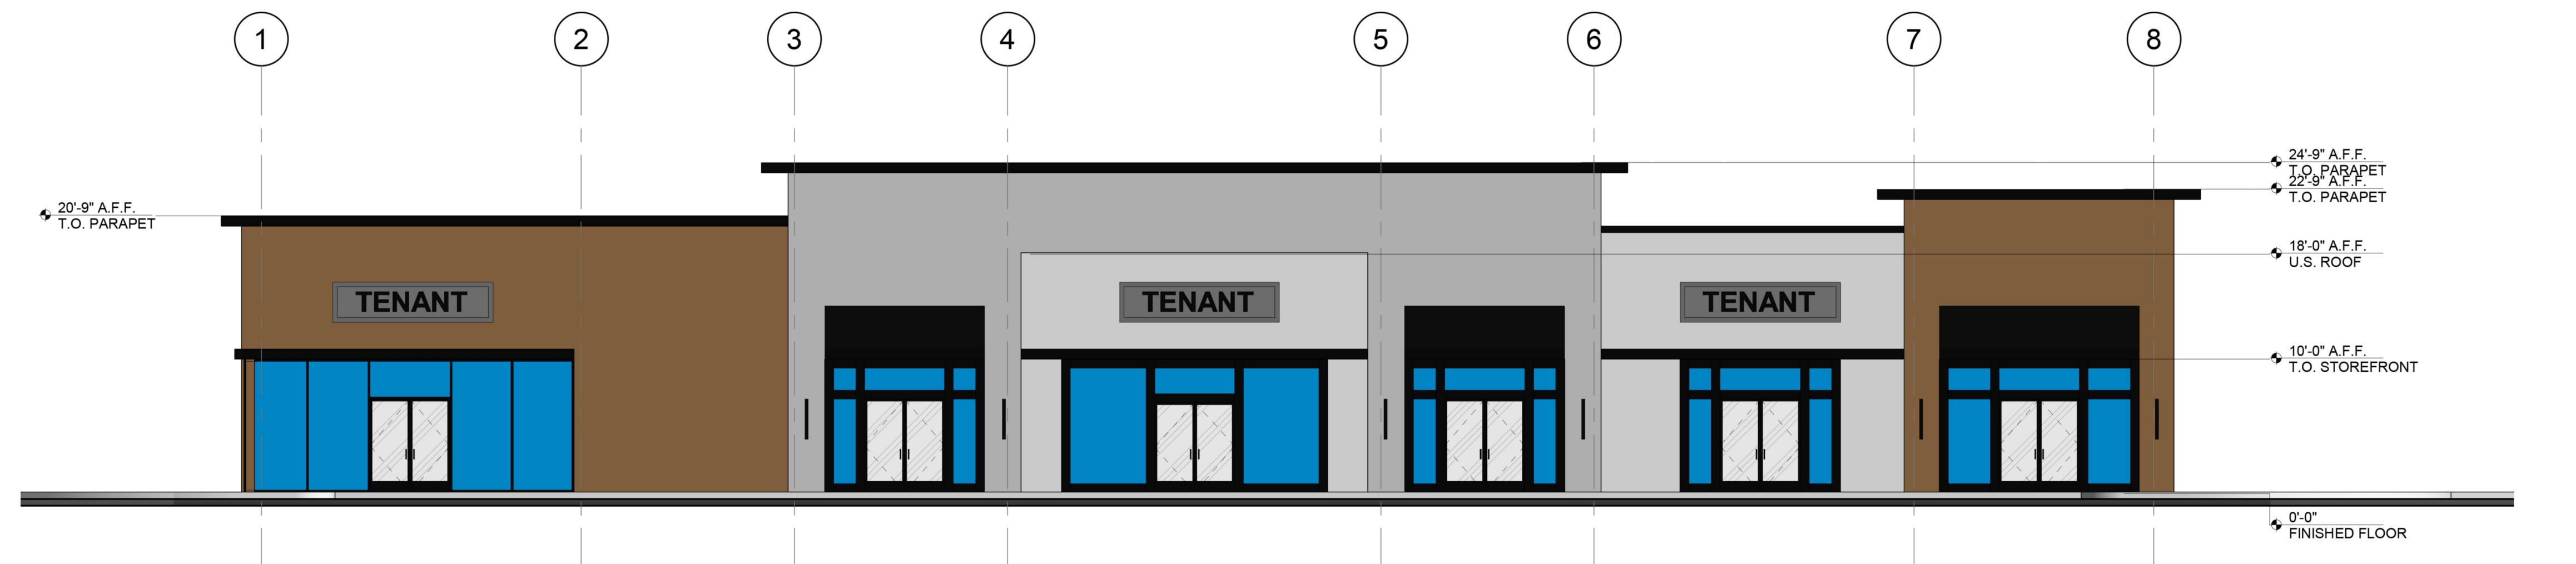 1 2 3 4 5 6 7 8
24'-9" A.F.F.
T.O. PARAPET
22'-9" A.F.F.
T.O. PARAPET
20'-9" A.F.F.
T.O. PARAPET
18'-0" A.F.F.
U.S. ROOF
TENANT TENANT TENANT
10'-0" A.F.F.
T.O. STOREFRONT
0'-0"
FINISHED FLOOR